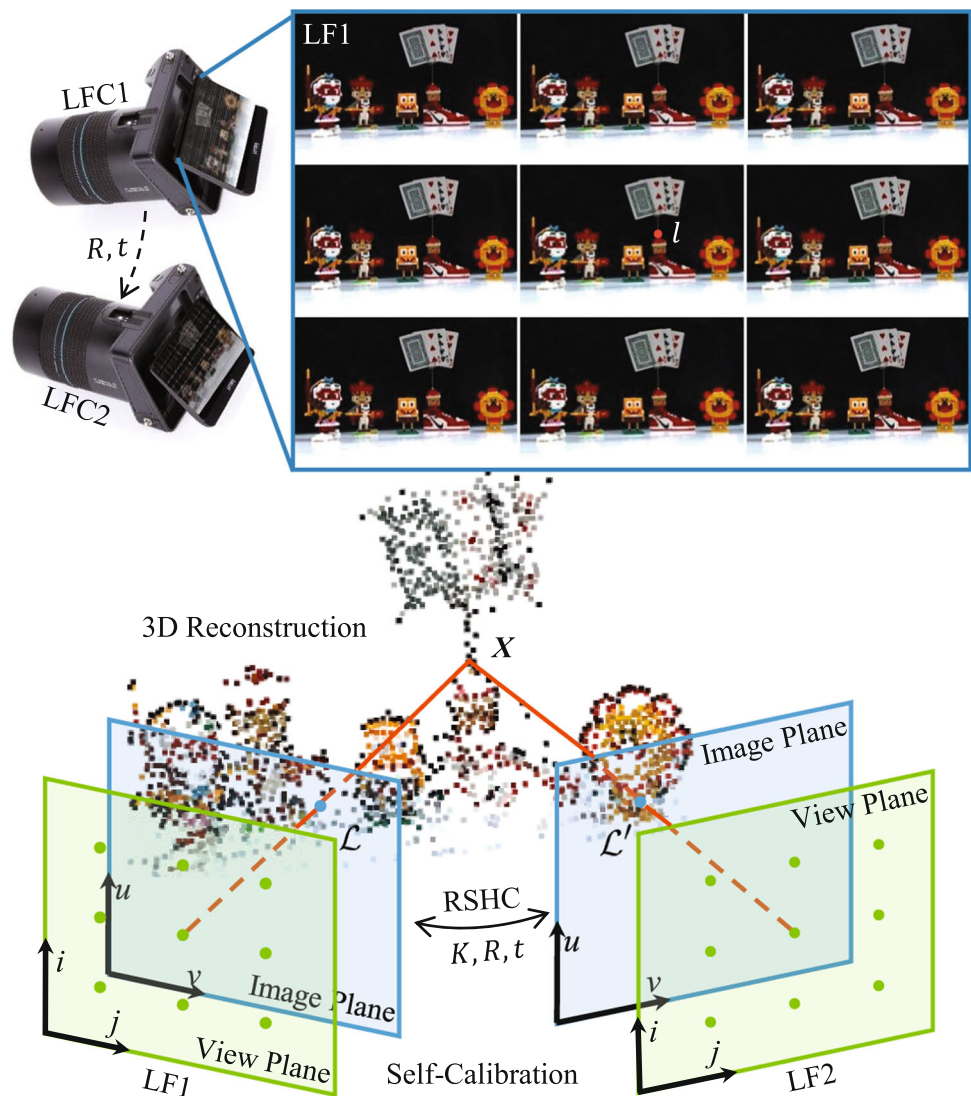 LF1
LFC1
l
R, t
LFC2
3D Reconstruction
X
Image Plane
View Plane
ℒ
ℒ′
u
RSHC
K, R, t
u
i
v
Image Plane
v
j
View Plane
i
j
LF1
Self-Calibration
LF2